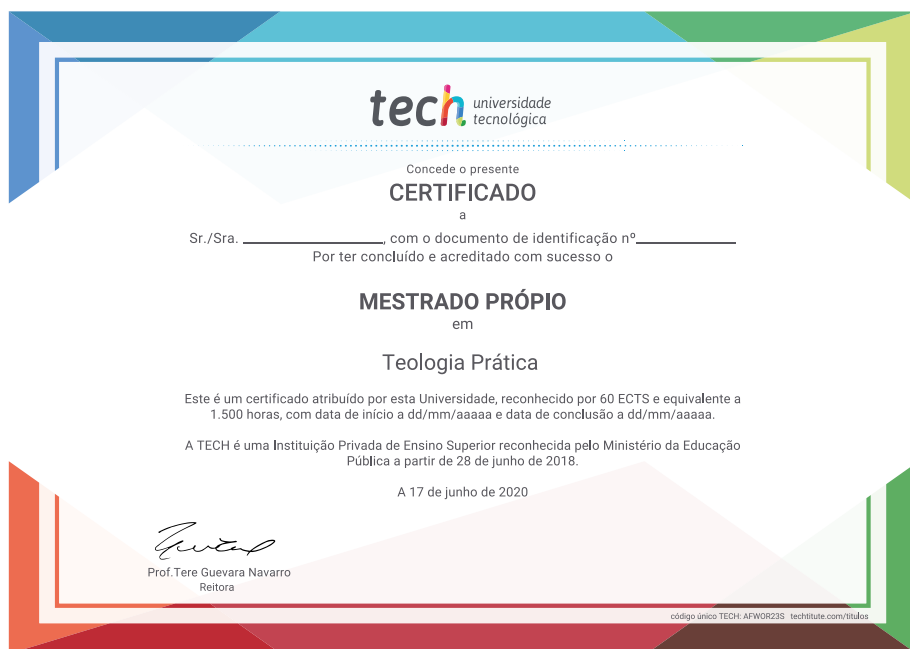 tech universidade
tecnológica
Concede o presente
CERTIFICADO
a
Sr./Sra. ____________________, com o documento de identificação nº______________
Por ter concluído e acreditado com sucesso o
MESTRADO PRÓPIO
em
Teologia Prática
Este é um certificado atribuído por esta Universidade, reconhecido por 60 ECTS e equivalente a
1.500 horas, com data de início a dd/mm/aaaaa e data de conclusão a dd/mm/aaaaa.
A TECH é uma Instituição Privada de Ensino Superior reconhecida pelo Ministério da Educação
Pública a partir de 28 de junho de 2018.
A 17 de junho de 2020
Prof.Tere Guevara Navarro
Reitora
código único TECH: AFWOR23S techtitute.com/titulos